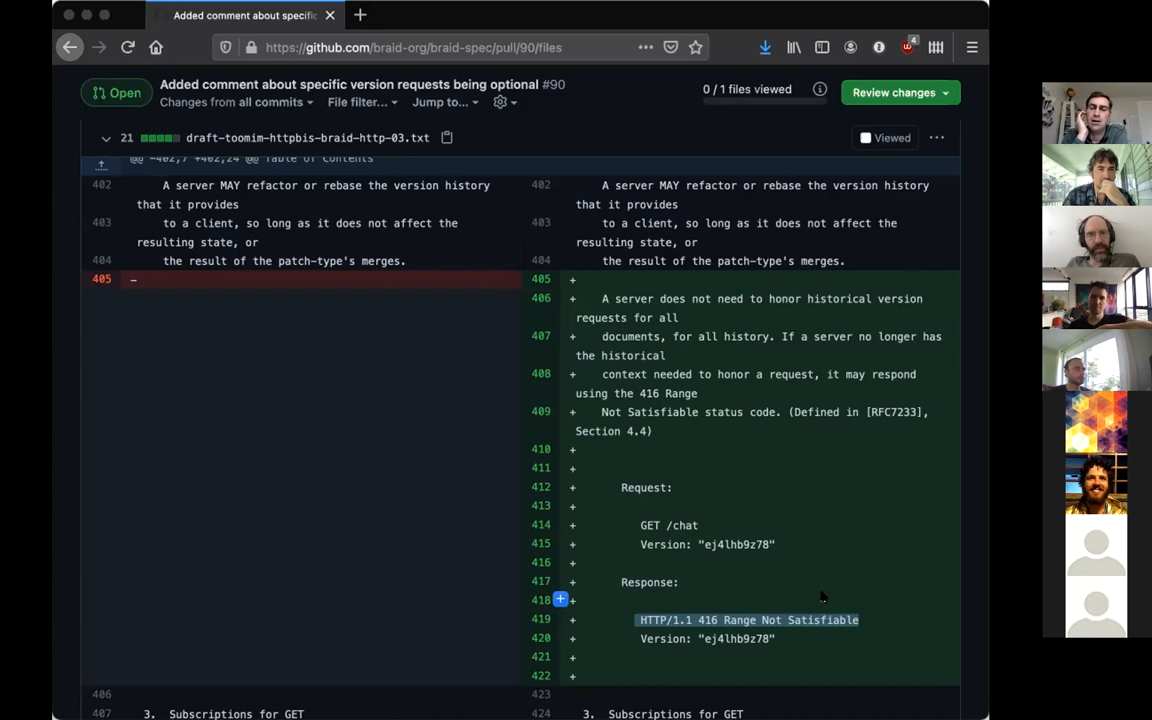 Added comment about specific
https://github.com/braid-org/braid-spec/pull/90/files
4
Open
Added comment about specific version requests being optional #90
Changes from all commits
File filter...
Jump to...
0 / 1 files viewed
Review changes
21
draft-toomim-httpbis-braid-http-03.txt
Viewed
@@ -402,7 +402,24 @@ Table of Contents
402 A server MAY refactor or rebase the version history
that it provides
403 to a client, so long as it does not affect the
resulting state, or
404 the result of the patch-type's merges.
405 -
406
407 3. Subscriptions for GET
402 A server MAY refactor or rebase the version history
that it provides
403 to a client, so long as it does not affect the
resulting state, or
404 the result of the patch-type's merges.
405 +
406 + A server does not need to honor historical version
requests for all
407 + documents, for all history. If a server no longer has
the historical
408 + context needed to honor a request, it may respond
using the 416 Range
409 + Not Satisfiable status code. (Defined in [RFC7233],
Section 4.4)
410 +
411 +
412 + Request:
413 +
414 + GET /chat
415 + Version: "ej4lhb9z78"
416 +
417 + Response:
418 +
419 + HTTP/1.1 416 Range Not Satisfiable
420 + Version: "ej4lhb9z78"
421 +
422 +
423
424 3. Subscriptions for GET